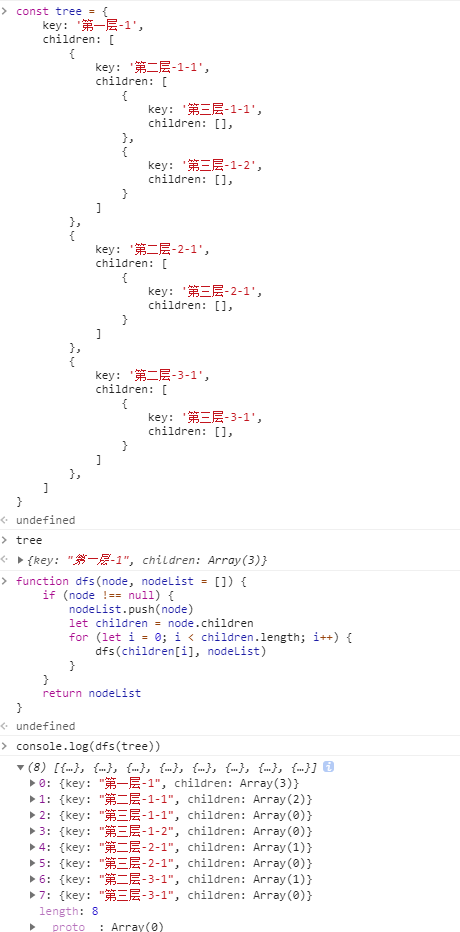 const tree = {
    key: '第一层-1',
    children: [
        {
            key: '第二层-1-1',
            children: [
                {
                    key: '第三层-1-1',
                    children: [],
                },
                {
                    key: '第三层-1-2',
                    children: [],
                }
            ]
        },
        {
            key: '第二层-2-1',
            children: [
                {
                    key: '第三层-2-1',
                    children: [],
                }
            ]
        },
        {
            key: '第二层-3-1',
            children: [
                {
                    key: '第三层-3-1',
                    children: [],
                }
            ]
        },
    ]
}
undefined
tree
{key: "第一层-1", children: Array(3)}
function dfs(node, nodeList = []) {
    if (node !== null) {
        nodeList.push(node)
        let children = node.children
        for (let i = 0; i < children.length; i++) {
            dfs(children[i], nodeList)
        }
    }
    return nodeList
}
undefined
console.log(dfs(tree))
(8) [{…}, {…}, {…}, {…}, {…}, {…}, {…}, {…}] i
0: {key: "第一层-1", children: Array(3)}
1: {key: "第二层-1-1", children: Array(2)}
2: {key: "第三层-1-1", children: Array(0)}
3: {key: "第三层-1-2", children: Array(0)}
4: {key: "第二层-2-1", children: Array(1)}
5: {key: "第三层-2-1", children: Array(0)}
6: {key: "第二层-3-1", children: Array(1)}
7: {key: "第三层-3-1", children: Array(0)}
length: 8
__proto__: Array(0)